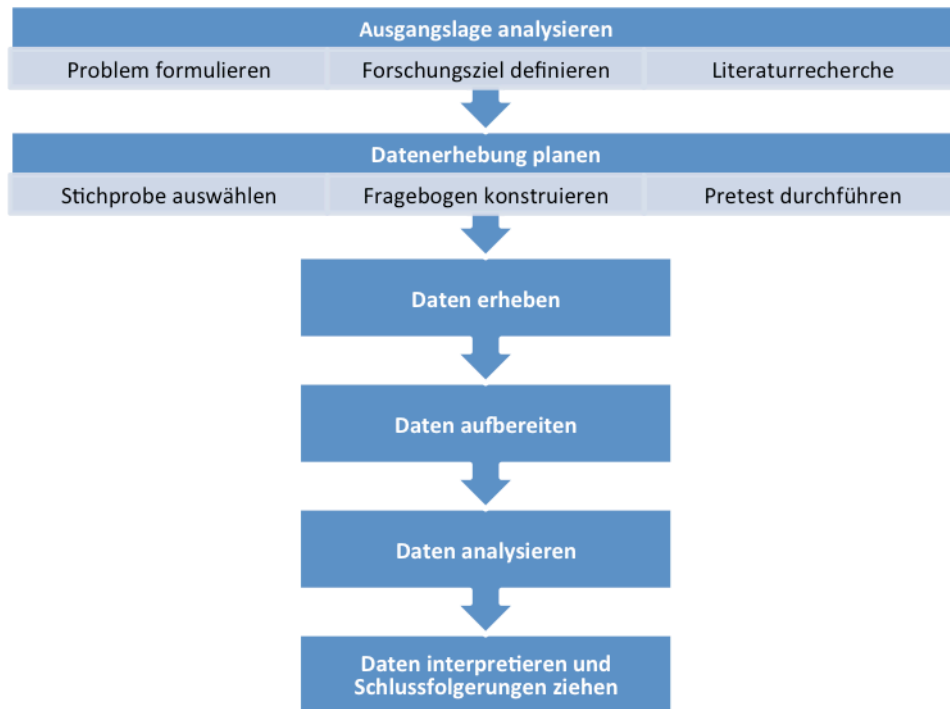 Ausgangslage analysieren
Problem formulieren Forschungsziel definieren Literaturrecherche
Datenerhebung planen
Stichprobe auswählen Fragebogen konstruieren Pretest durchführen
Daten erheben
Daten aufbereiten
Daten analysieren
Daten interpretieren und
Schlussfolgerungen ziehen